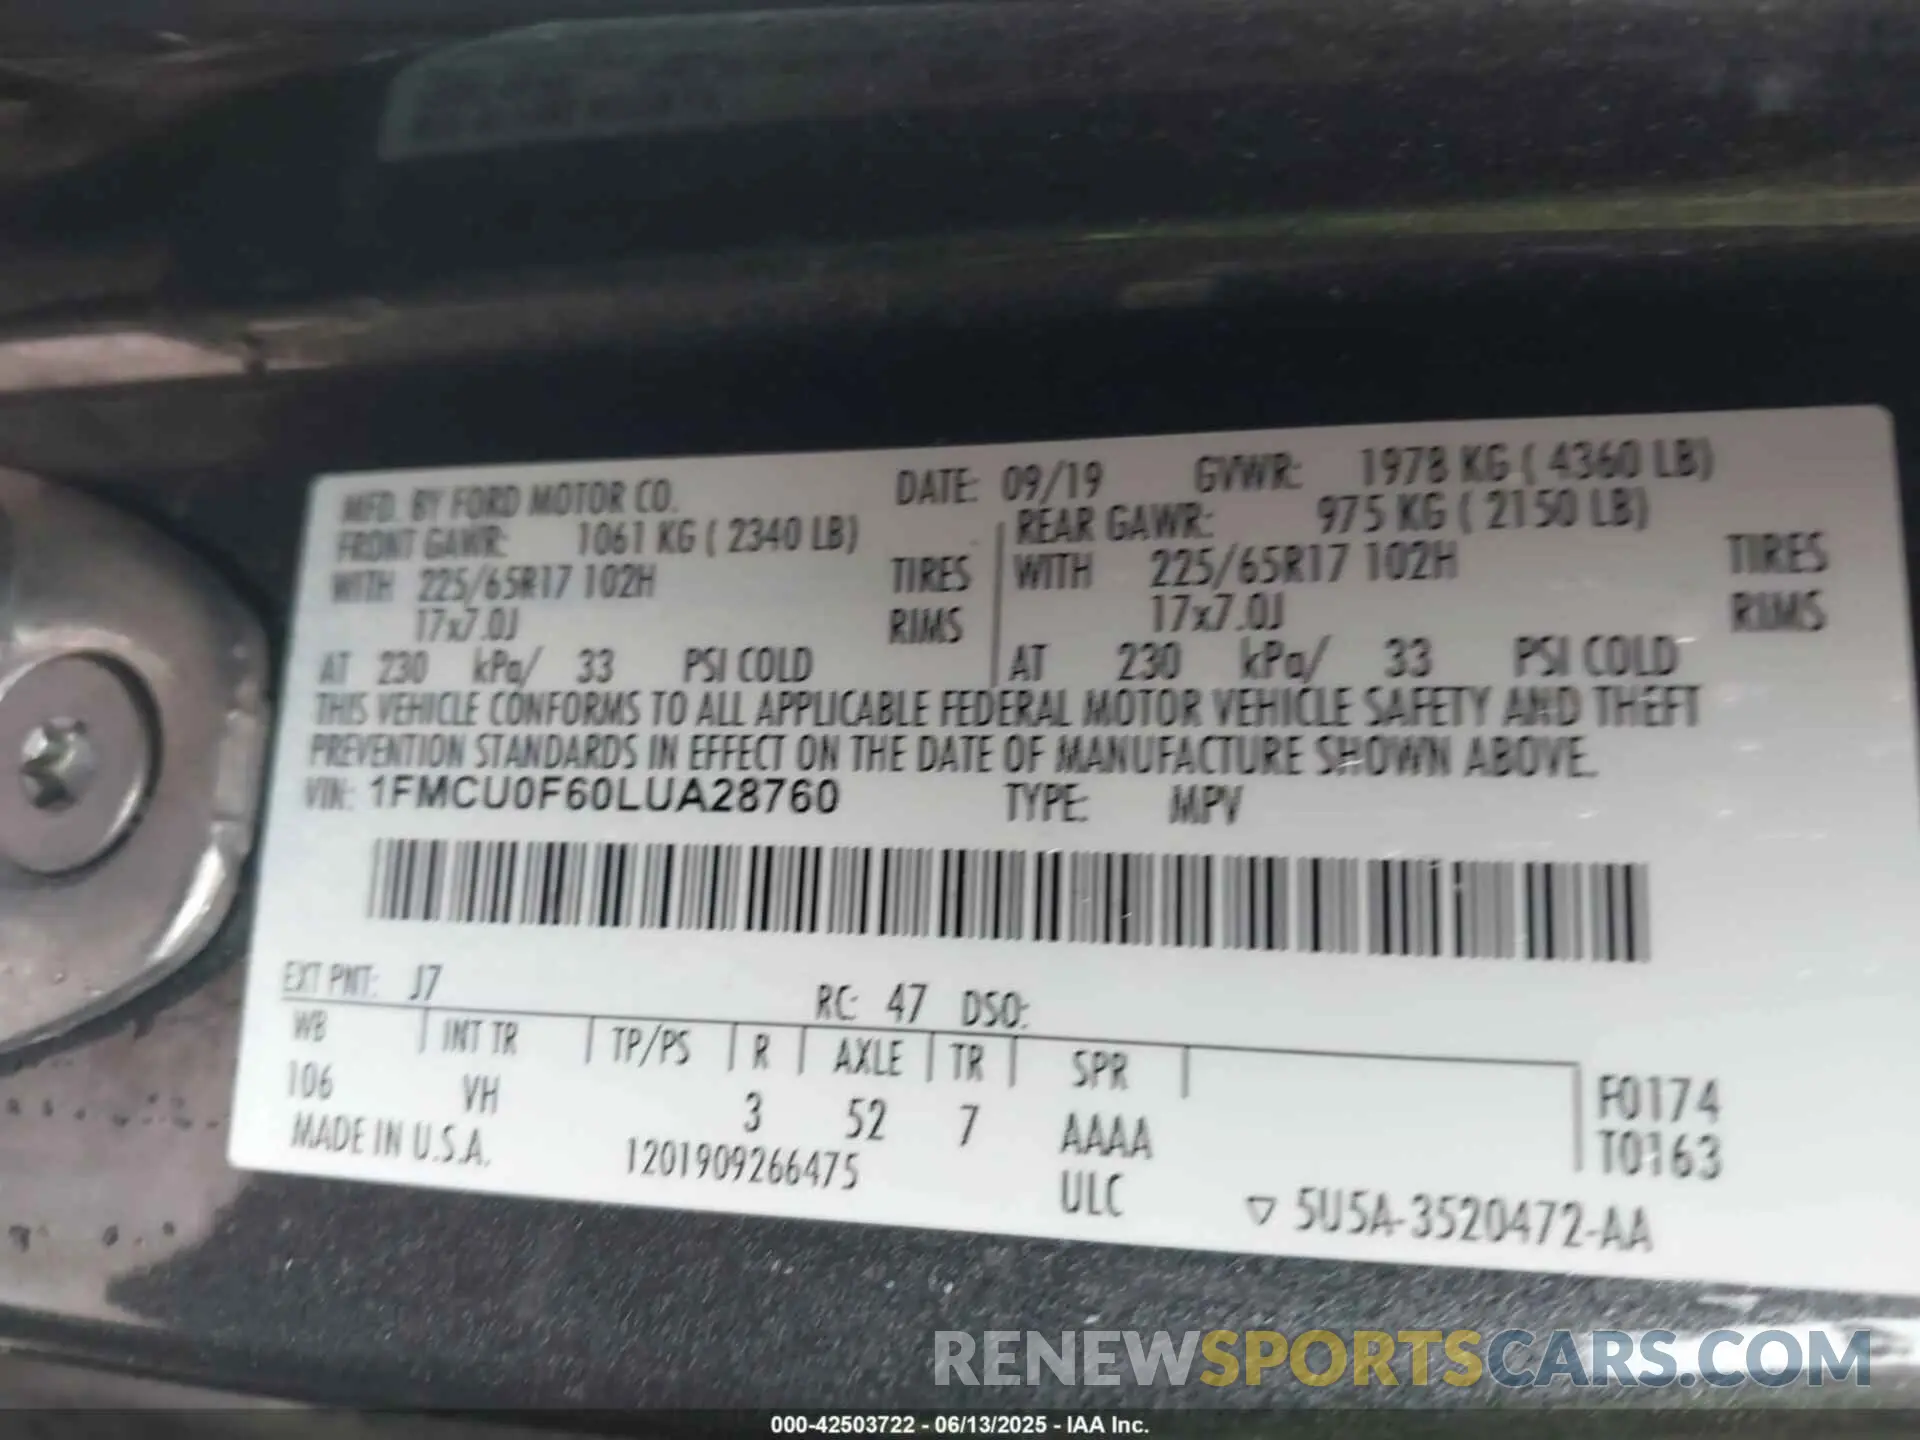 MFD. BY FORD MOTOR CO. DATE: 09/19 GVWR: 1978 KG ( 4360 LB)
FRONT GAWR: 1061 KG ( 2340 LB) REAR GAWR: 975 KG ( 2150 LB)
WITH 225/65R17 102H TIRES WITH 225/65R17 102H TIRES
17x7.0J RIMS 17x7.0J RIMS
AT 230 kPa/ 33 PSI COLD AT 230 kPa/ 33 PSI COLD
THIS VEHICLE CONFORMS TO ALL APPLICABLE FEDERAL MOTOR VEHICLE SAFETY AND THEFT
PREVENTION STANDARDS IN EFFECT ON THE DATE OF MANUFACTURE SHOWN ABOVE.
VIN: 1FMCU0F60LUA28760 TYPE: MPV
EXT PNT: J7 RC: 47 DSO:
WB INT TR TP/PS R AXLE TR SPR F0174
106 VH 3 52 7 AAAA T0163
MADE IN U.S.A. 1201909266475 ULC ▽ 5U5A-3520472-AA
RENEWSPORTSCARS.COM
000-42503722 - 06/13/2025 - IAA Inc.